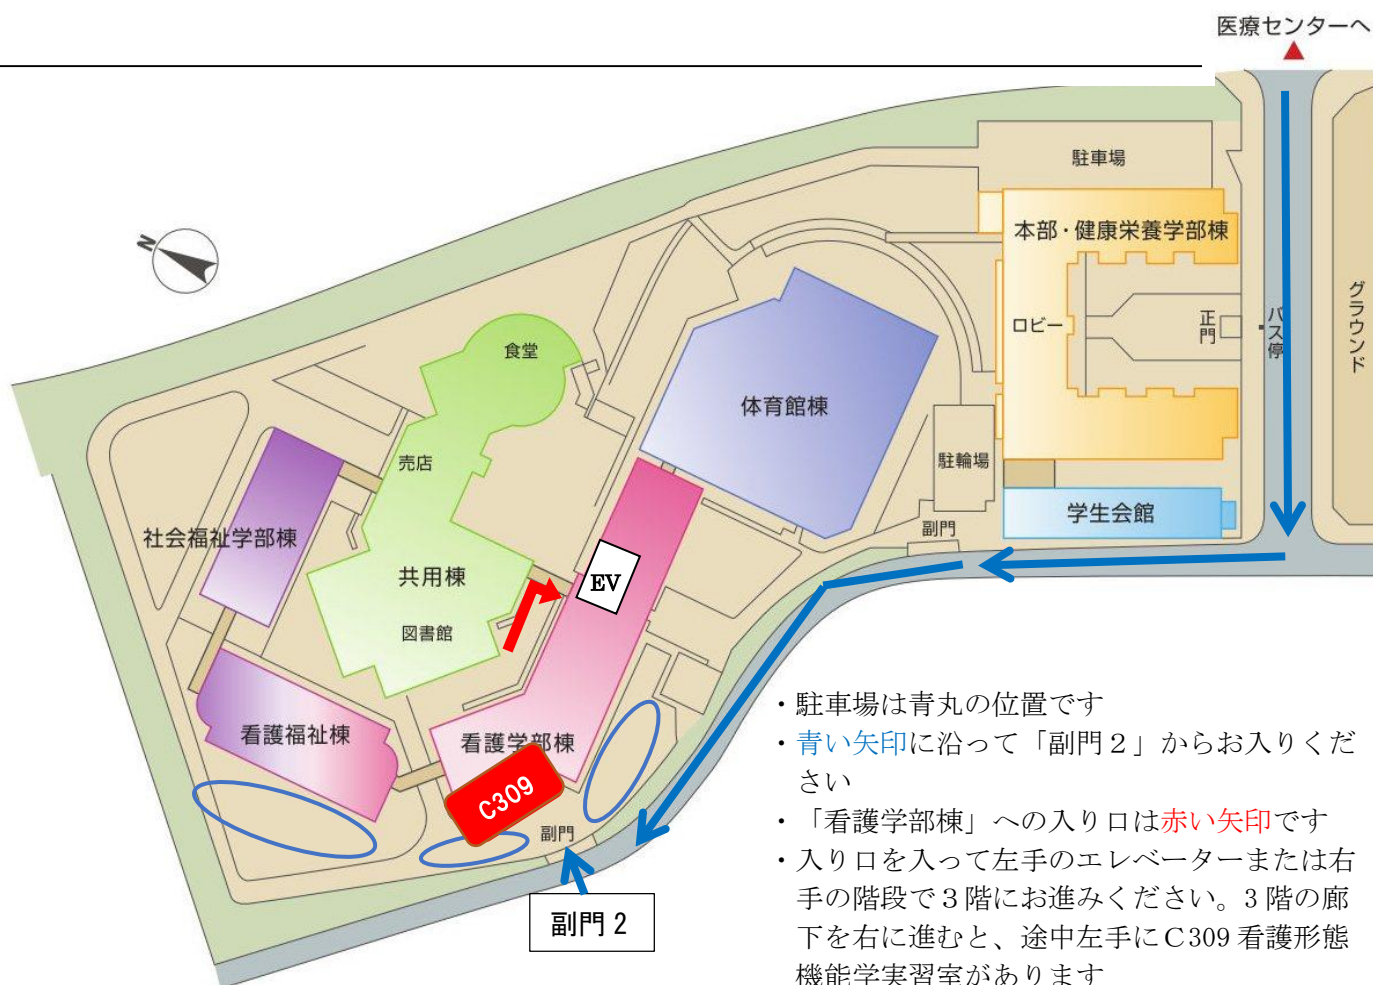 医療センターへ
駐車場
本部・健康栄養学部棟
N
グラウンド
正門
バス停
ロビー
食堂
体育館棟
売店
駐輪場
学生会館
副門
社会福祉学部棟
共用棟
EV
図書館
看護福祉棟
看護学部棟
C309
副門
副門 2
・駐車場は青丸の位置です
・青い矢印に沿って「副門２」からお入りくだ
さい
・「看護学部棟」への入り口は赤い矢印です
・入り口を入って左手のエレベーターまたは右
手の階段で３階にお進みください。3 階の廊
下を右に進むと、途中左手にＣ309 看護形態
機能学実習室があります